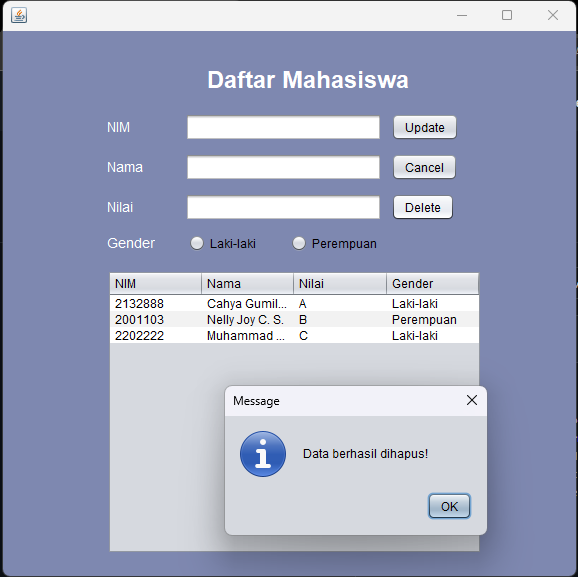 Daftar Mahasiswa
NIM Update
Nama Cancel
Nilai Delete
Gender Laki-laki Perempuan
NIM Nama Nilai Gender
2132888 Cahya Gumil... A Laki-laki
2001103 Nelly Joy C. S. B Perempuan
2202222 Muhammad ... C Laki-laki
Message
Data berhasil dihapus!
OK